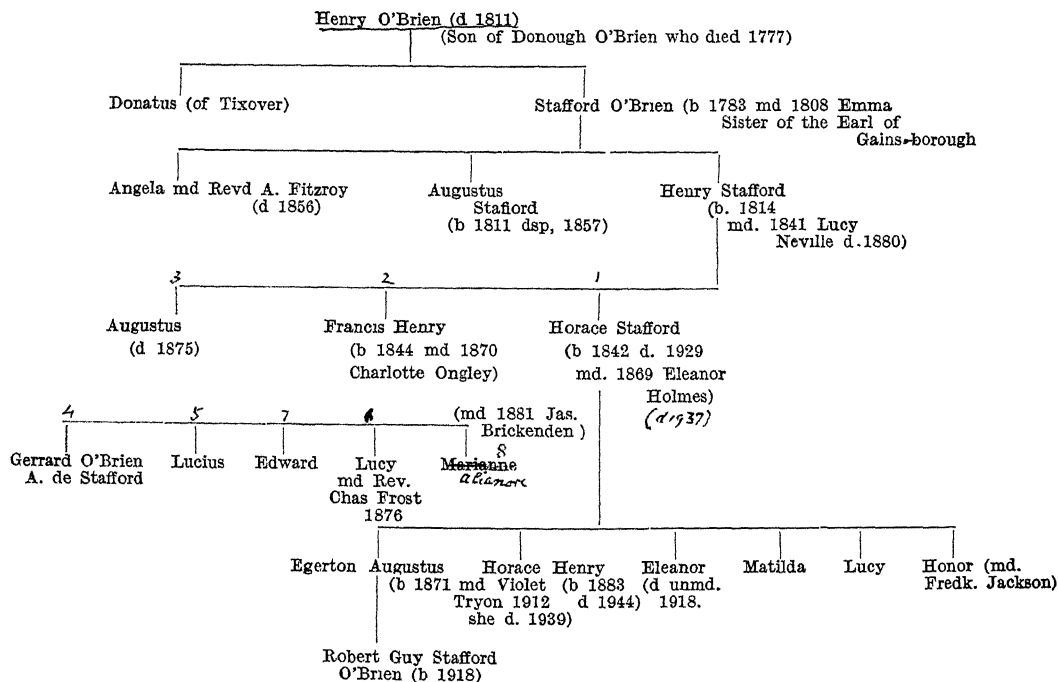 Henry O'Brien (d 1811)
(Son of Donough O'Brien who died 1777)
Donatus (of Tixover)
Stafford O'Brien (b 1783 md 1808 Emma
Sister of the Earl of
Gains-borough
Angela md Revd A. Fitzroy
(d 1856)
Augustus
Stafford
(b 1811 dsp, 1857)
Henry Stafford
(b. 1814
md. 1841 Lucy
Neville d.1880)
3 2 1
Augustus
(d 1875)
Francis Henry
(b 1844 md 1870
Charlotte Ongley)
Horace Stafford
(b 1842 d. 1929
md. 1869 Eleanor
Holmes)
(d 1937)
4 5 7 6
(md 1881 Jas.
Brickenden )
8
Gerrard O'Brien
A. de Stafford
Lucius
Edward
Lucy
md Rev.
Chas Frost
1876
Marianne
Alianore
Egerton Augustus
(b 1871 md Violet
Tryon 1912
she d. 1939)
Horace Henry
(b 1883
d 1944)
Eleanor
(d unmd.
1918.
Matilda
Lucy
Honor (md.
Fredk. Jackson)
Robert Guy Stafford
O'Brien (b 1918)